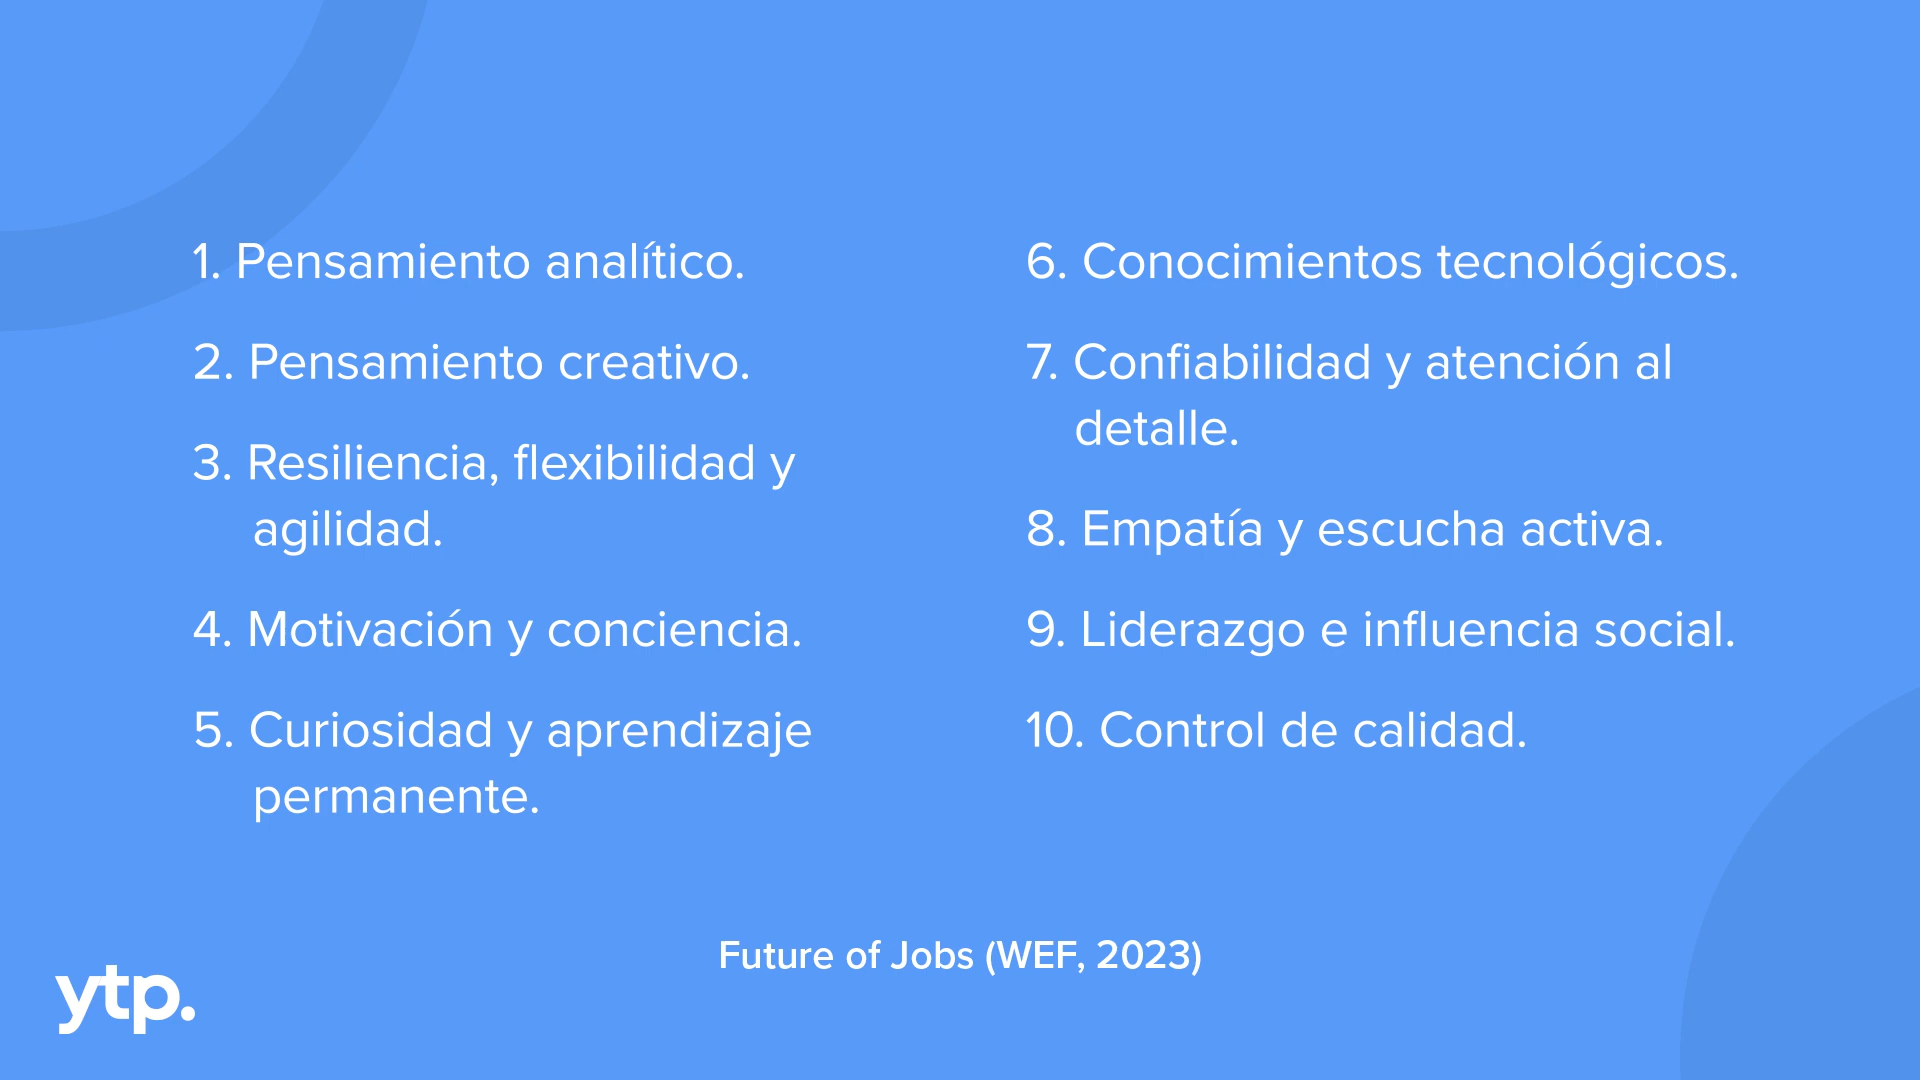 1. Pensamiento analítico.
2. Pensamiento creativo.
3. Resiliencia, flexibilidad y
agilidad.
4. Motivación y conciencia.
5. Curiosidad y aprendizaje
permanente.
6. Conocimientos tecnológicos.
7. Confiabilidad y atención al
detalle.
8. Empatía y escucha activa.
9. Liderazgo e influencia social.
10. Control de calidad.
Future of Jobs (WEF, 2023)
ytp.